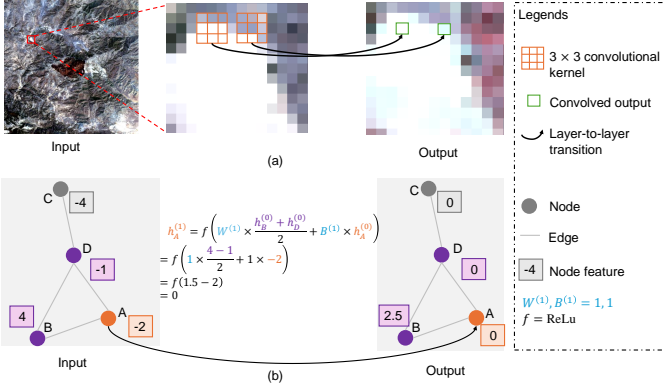 Legends
3 × 3 convolutional
kernel
Convolved output
Layer-to-layer
transition
Input
Output
(a)
C
-4
D
-1
4
B
A
-2
Input
h_A^{(1)} = f ( W^{(1)} × \frac{h_B^{(0)} + h_D^{(0)}}{2} + B^{(1)} × h_A^{(0)} )
= f ( 1 × \frac{4 − 1}{2} + 1 × −2 )
= f(1.5 − 2)
= 0
(b)
C
0
D
0
2.5
B
A
0
Output
Node
Edge
-4
Node feature
W^{(1)}, B^{(1)} = 1, 1
f = ReLu